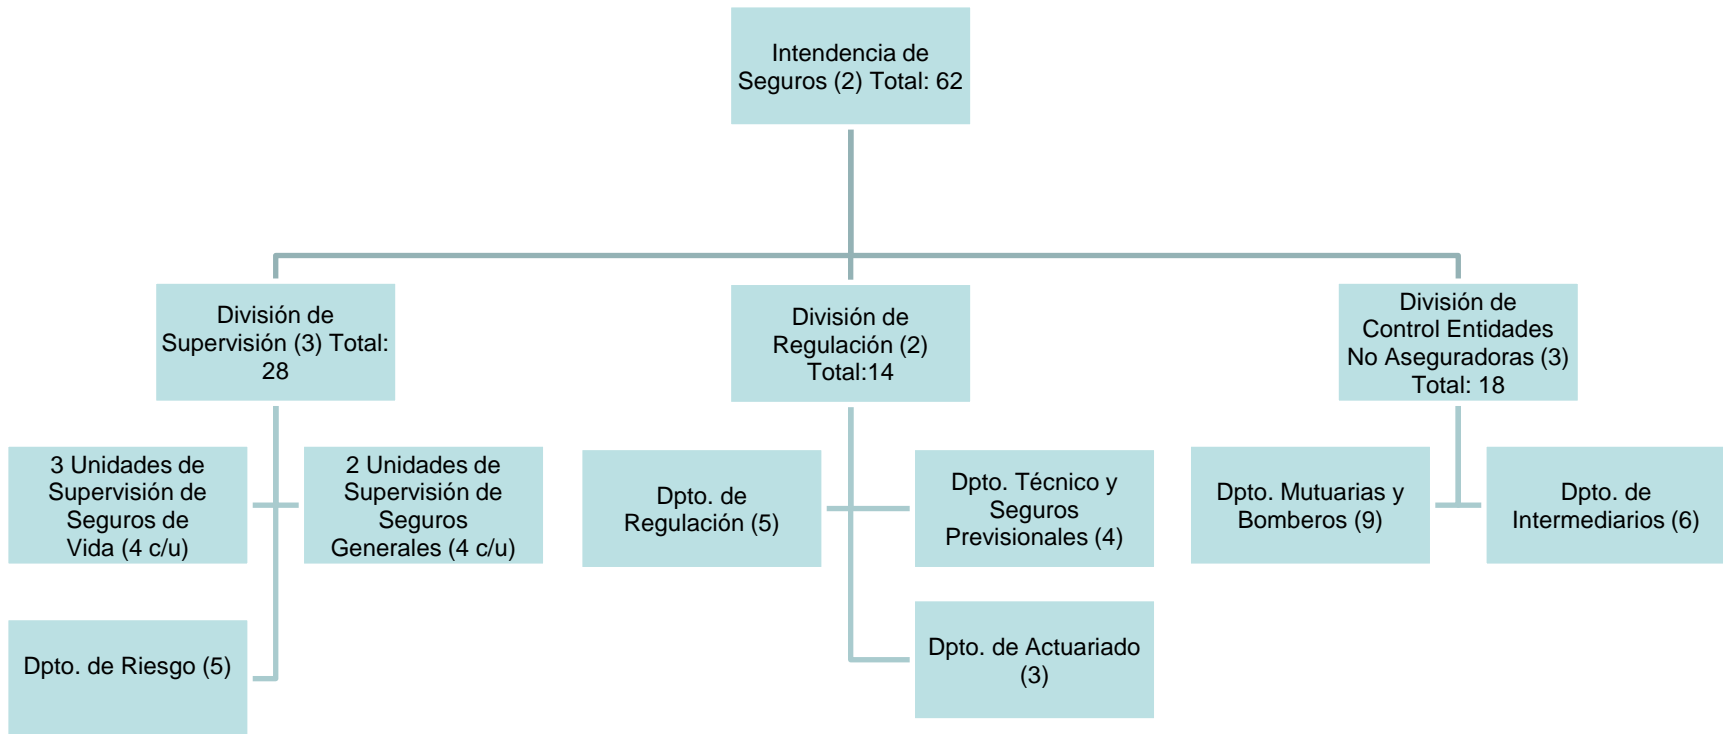 Intendencia de
Seguros (2) Total: 62
División de
Supervisión (3) Total:
28
División de
Regulación (2)
Total:14
División de
Control Entidades
No Aseguradoras (3)
Total: 18
3 Unidades de
Supervisión de
Seguros de
Vida (4 c/u)
2 Unidades de
Supervisión de
Seguros
Generales (4 c/u)
Dpto. de
Regulación (5)
Dpto. Técnico y
Seguros
Previsionales (4)
Dpto. Mutuarias y
Bomberos (9)
Dpto. de
Intermediarios (6)
Dpto. de Riesgo (5)
Dpto. de Actuariado
(3)